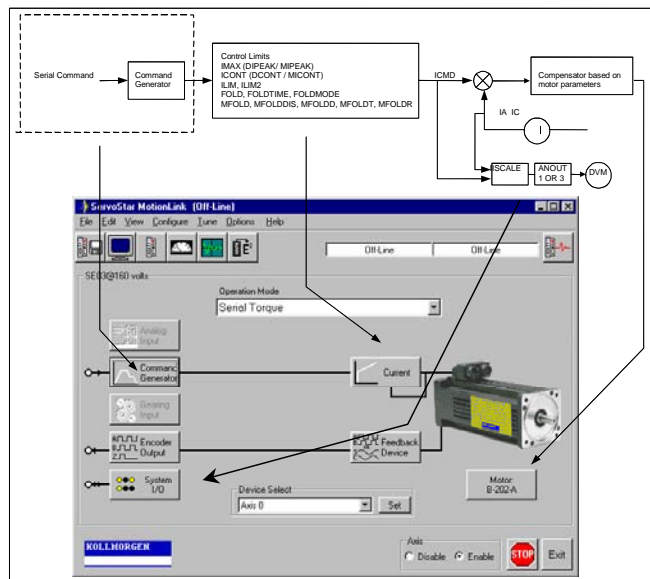 Serial Command
Command
Generator
Control Limits
IMAX (DIPEAK/ MIPEAK)
ICONT (DCONT / MICONT)
ILIM, ILIM2
FOLD, FOLDTIME, FOLDMODE
MFOLD, MFOLDDIS, MFOLDD, MFOLDT, MFOLDR
ICMD
Compensator based on
motor parameters
IA IC
I
ISCALE
ANOUT
1 OR 3
DVM
ServoStar MotionLink (Off-Line)
File Edit View Configure Tune Options Help
Off-Line Off-Line
SE03@160 volts
Operation Mode
Serial Torque
Analog
Input
Command
Generator
Current
Gearing
Input
Encoder
Output
Feedback
Device
System
I/O
Motor:
B-202-A
Device Select
Axis 0 Set
KOLLMORGEN
Axis
Disable Enable
STOP
Exit